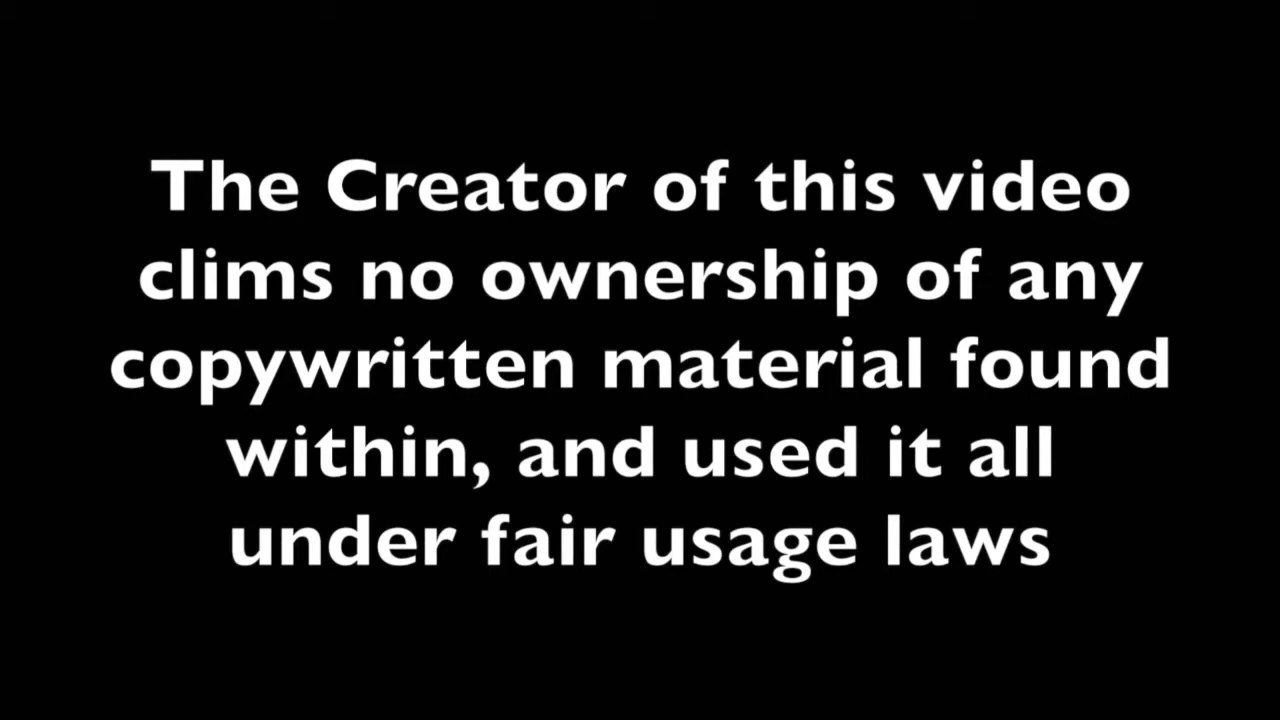 The Creator of this video
clims no ownership of any
copywritten material found
within, and used it all
under fair usage laws